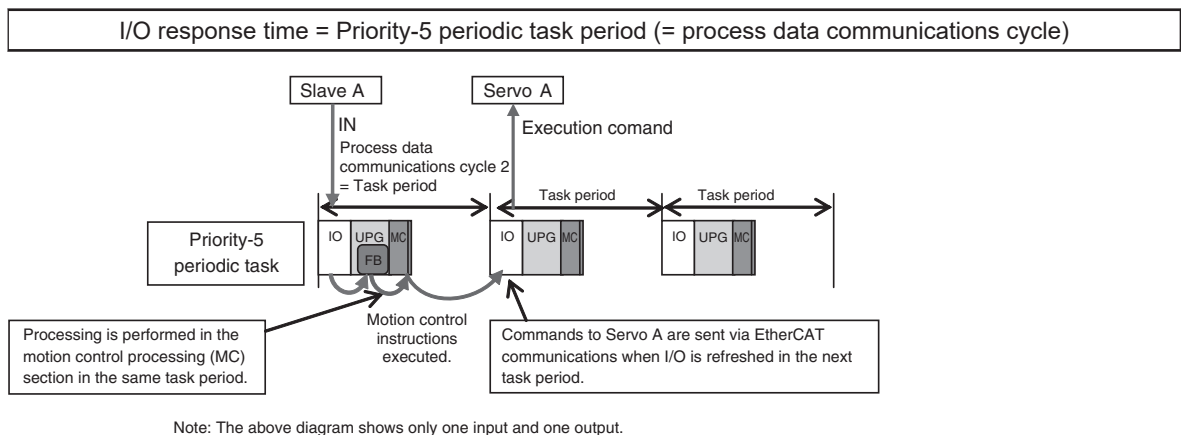 I/O response time = Priority-5 periodic task period (= process data communications cycle)
Slave A
Servo A
IN
Execution comand
Process data
communications cycle 2
= Task period
Task period
Task period
Priority-5
periodic task
IO
UPG
MC
FB
IO
UPG
MC
IO
UPG
MC
Processing is performed in the
motion control processing (MC)
section in the same task period.
Motion control
instructions
executed.
Commands to Servo A are sent via EtherCAT
communications when I/O is refreshed in the next
task period.
Note: The above diagram shows only one input and one output.